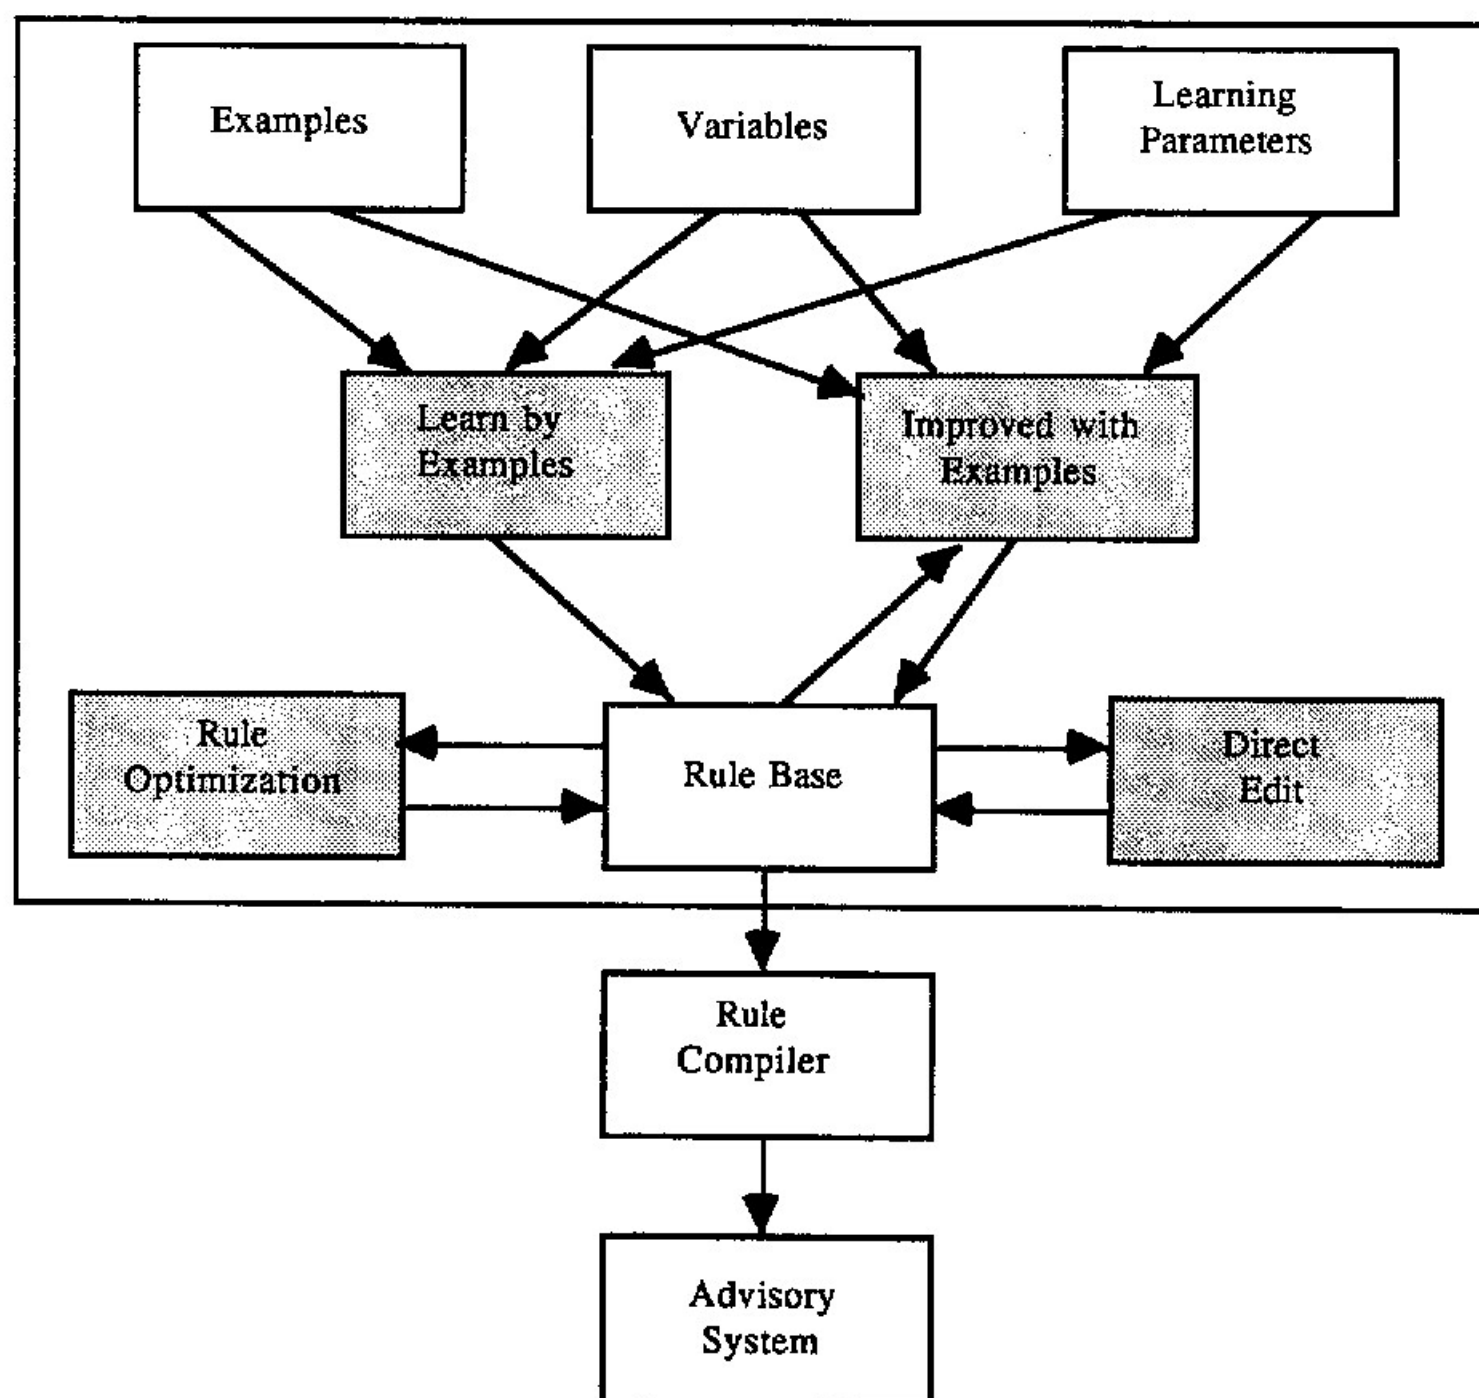 Examples
Variables
Learning
Parameters
Learn by
Examples
Improved with
Examples
Rule
Optimization
Rule Base
Direct
Edit
Rule
Compiler
Advisory
System